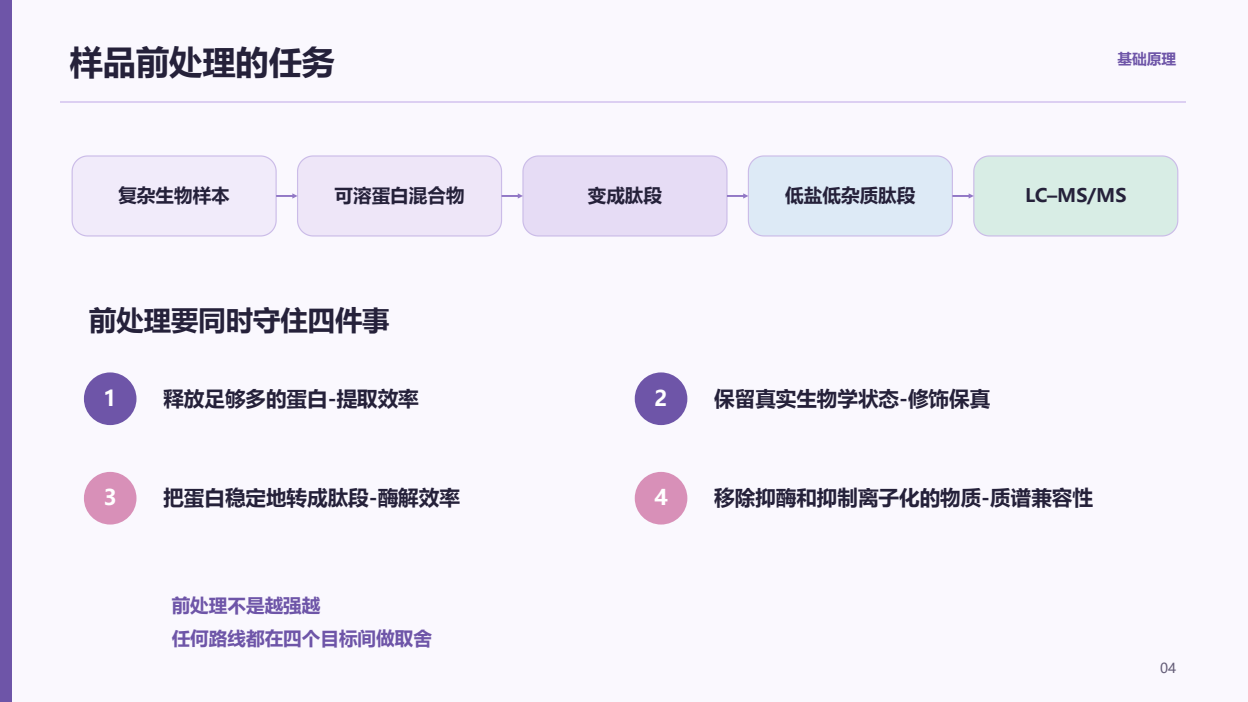 样品前处理的任务
基础原理
复杂生物样本
可溶蛋白混合物
变成肽段
低盐低杂质肽段
LC–MS/MS
前处理要同时守住四件事
1 释放足够多的蛋白-提取效率
2 保留真实生物学状态-修饰保真
3 把蛋白稳定地转成肽段-酶解效率
4 移除抑酶和抑制离子化的物质-质谱兼容性
前处理不是越强越
任何路线都在四个目标间做取舍
04